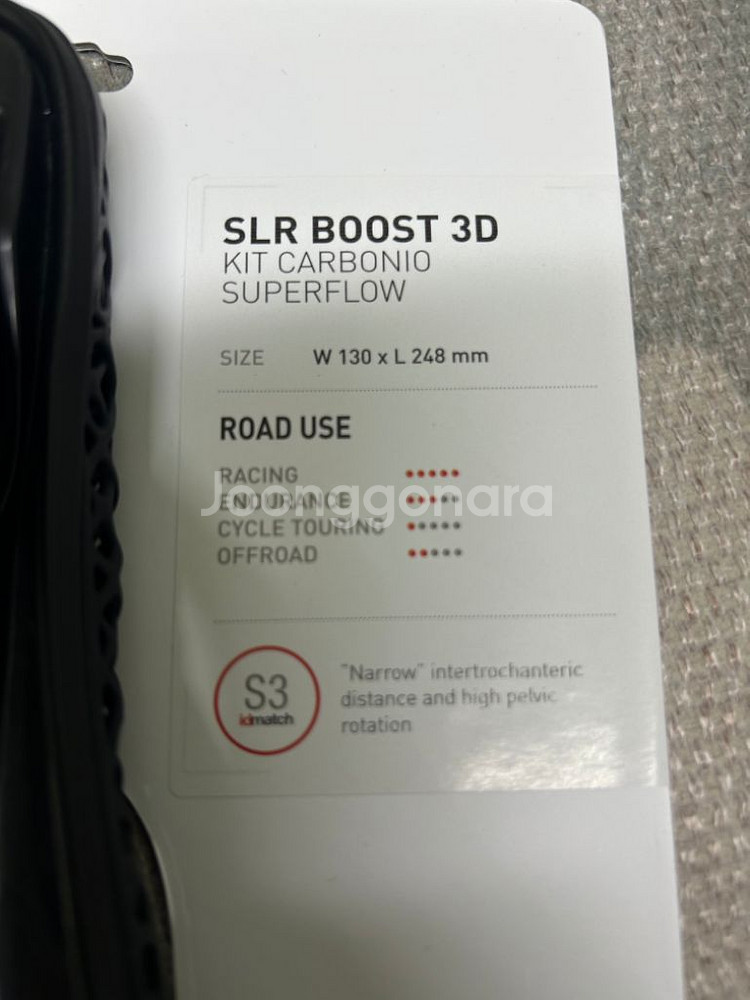 SLR BOOST 3D
KIT CARBONIO
SUPERFLOW
SIZE W 130 x L 248 mm
ROAD USE
RACING
Joonggonara
ENDURANCE
CYCLE TOURING
OFFROAD
S3
idmatch
"Narrow" intertrochanteric
distance and high pelvic
rotation